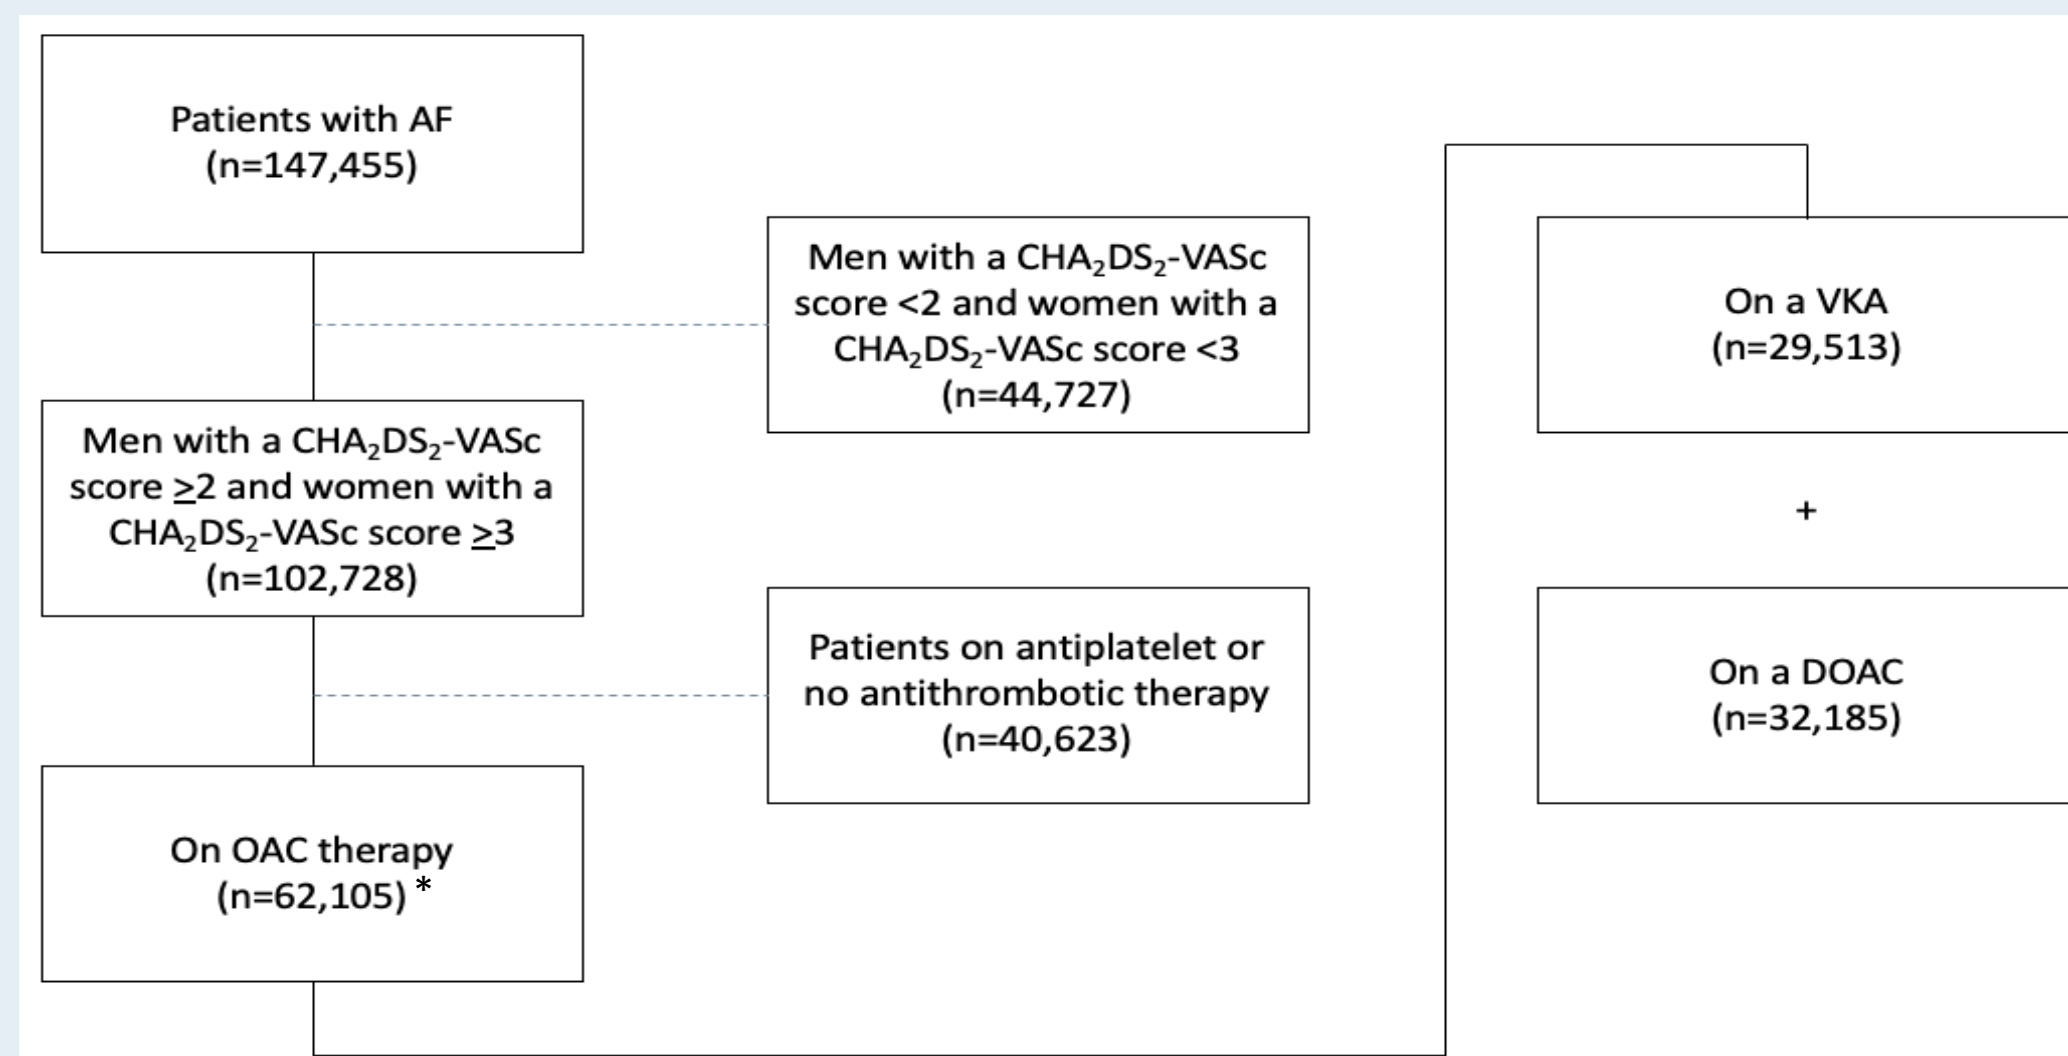 Patients with AF
(n=147,455)
Men with a CHA₂DS₂-VASc
score <2 and women with a
CHA₂DS₂-VASc score <3
(n=44,727)
Men with a CHA₂DS₂-VASc
score ≥2 and women with a
CHA₂DS₂-VASc score ≥3
(n=102,728)
Patients on antiplatelet or
no antithrombotic therapy
(n=40,623)
On OAC therapy
(n=62,105) *
On a VKA
(n=29,513)
+
On a DOAC
(n=32,185)